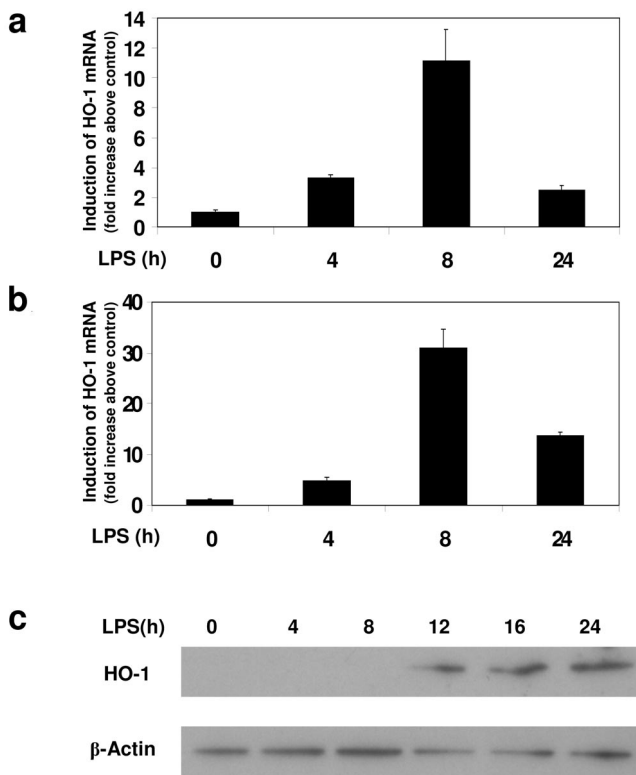 a
Induction of HO-1 mRNA
(fold increase above control)
14
12
10
8
6
4
2
0
LPS (h) 0 4 8 24
b
Induction of HO-1 mRNA
(fold increase above control)
40
30
20
10
0
LPS (h) 0 4 8 24
c
LPS(h) 0 4 8 12 16 24
HO-1
β-Actin